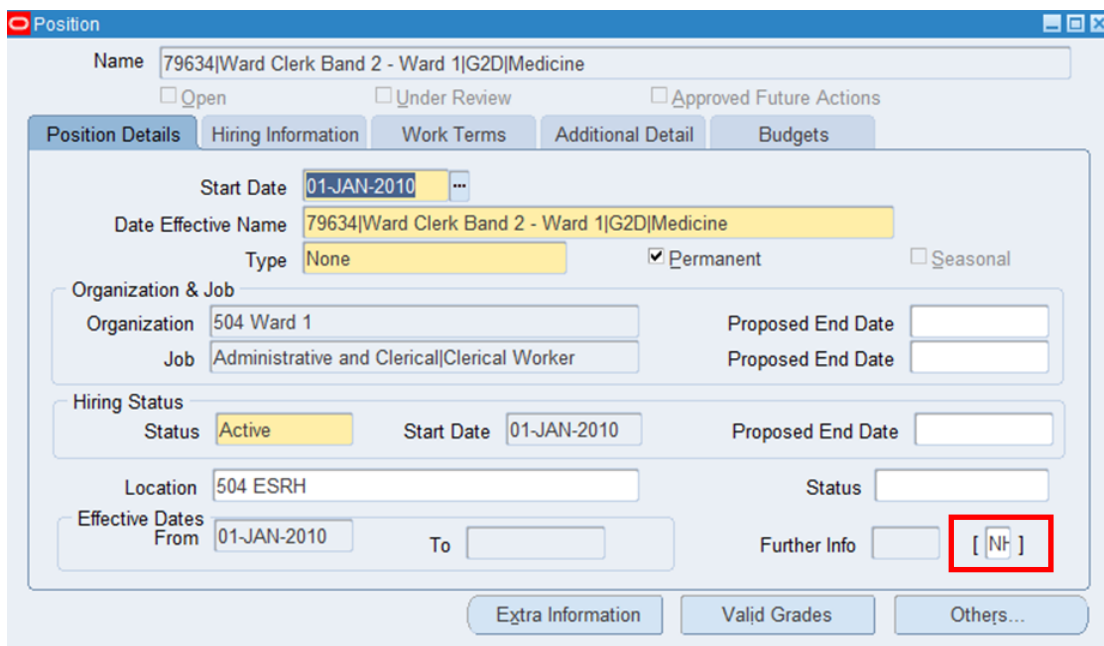 Position
Name 79634|Ward Clerk Band 2 - Ward 1|G2D|Medicine
Open Under Review Approved Future Actions
Position Details Hiring Information Work Terms Additional Detail Budgets
Start Date 01-JAN-2010 ...
Date Effective Name 79634|Ward Clerk Band 2 - Ward 1|G2D|Medicine
Type None Permanent Seasonal
Organization & Job
Organization 504 Ward 1 Proposed End Date
Job Administrative and Clerical|Clerical Worker Proposed End Date
Hiring Status
Status Active Start Date 01-JAN-2010 Proposed End Date
Location 504 ESRH Status
Effective Dates
From 01-JAN-2010 To Further Info [ NH ]
Extra Information Valid Grades Others...